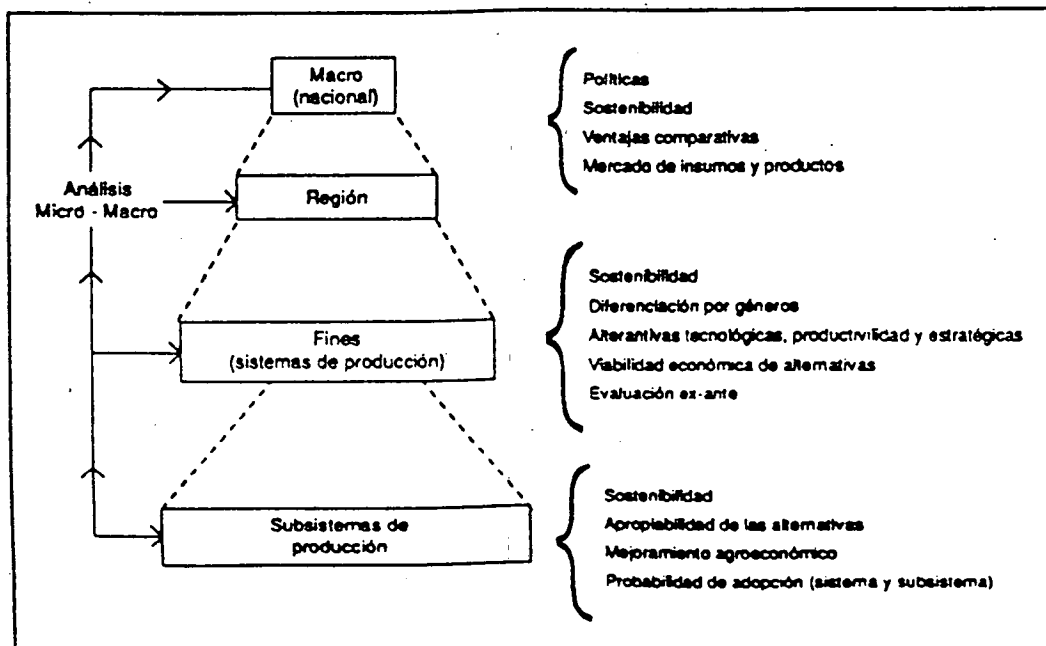 Macro
(nacional)
Políticas
Sostenibilidad
Ventajas comparativas
Mercado de insumos y productos
Análisis
Micro - Macro
Región
Fines
(sistemas de producción)
Sostenibilidad
Diferenciación por géneros
Alterantivas tecnológicas, productivilidad y estratégicas
Viabilidad económica de alternativas
Evaluación ex-ante
Subsistemas de
producción
Sostenibilidad
Apropiabilidad de las alternativas
Mejoramiento agroeconómico
Probabilidad de adopción (sistema y subsistema)